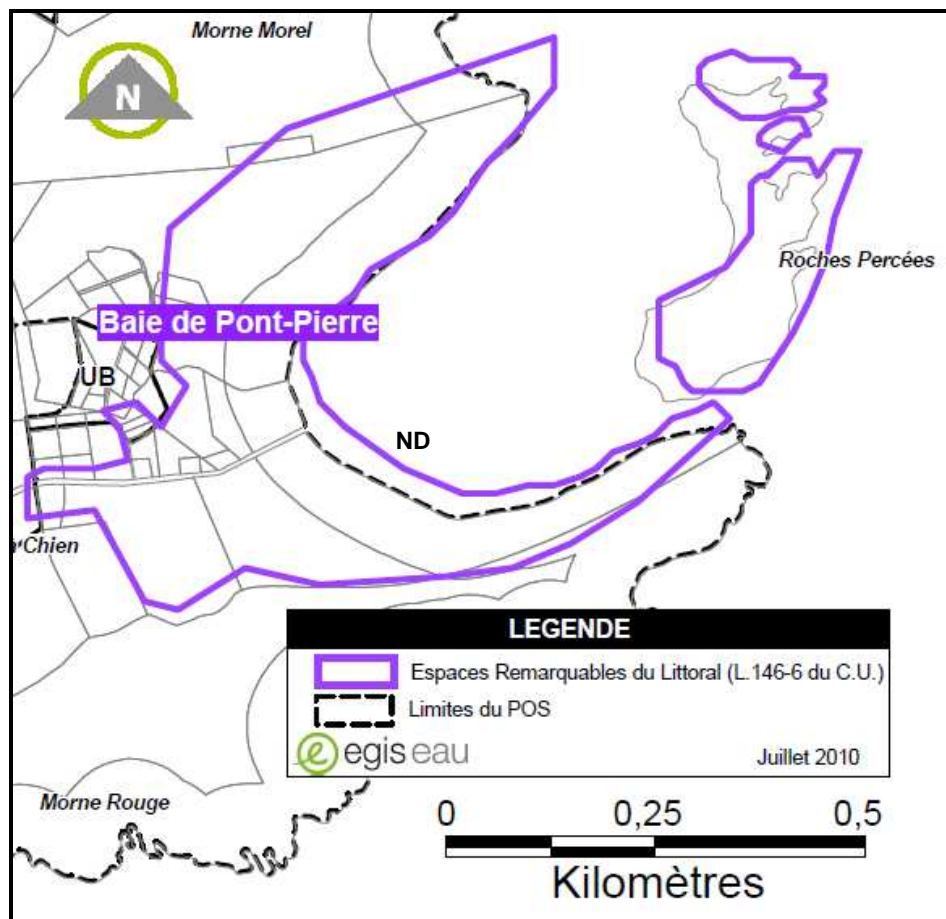 Morne Morel
N
Roches Percées
Baie de Pont-Pierre
UB
ND
Chien
LEGENDE
Espaces Remarquables du Littoral (L.146-6 du C.U.)
Limites du POS
e egis eau
Juillet 2010
Morne Rouge
0 0,25 0,5
Kilomètres